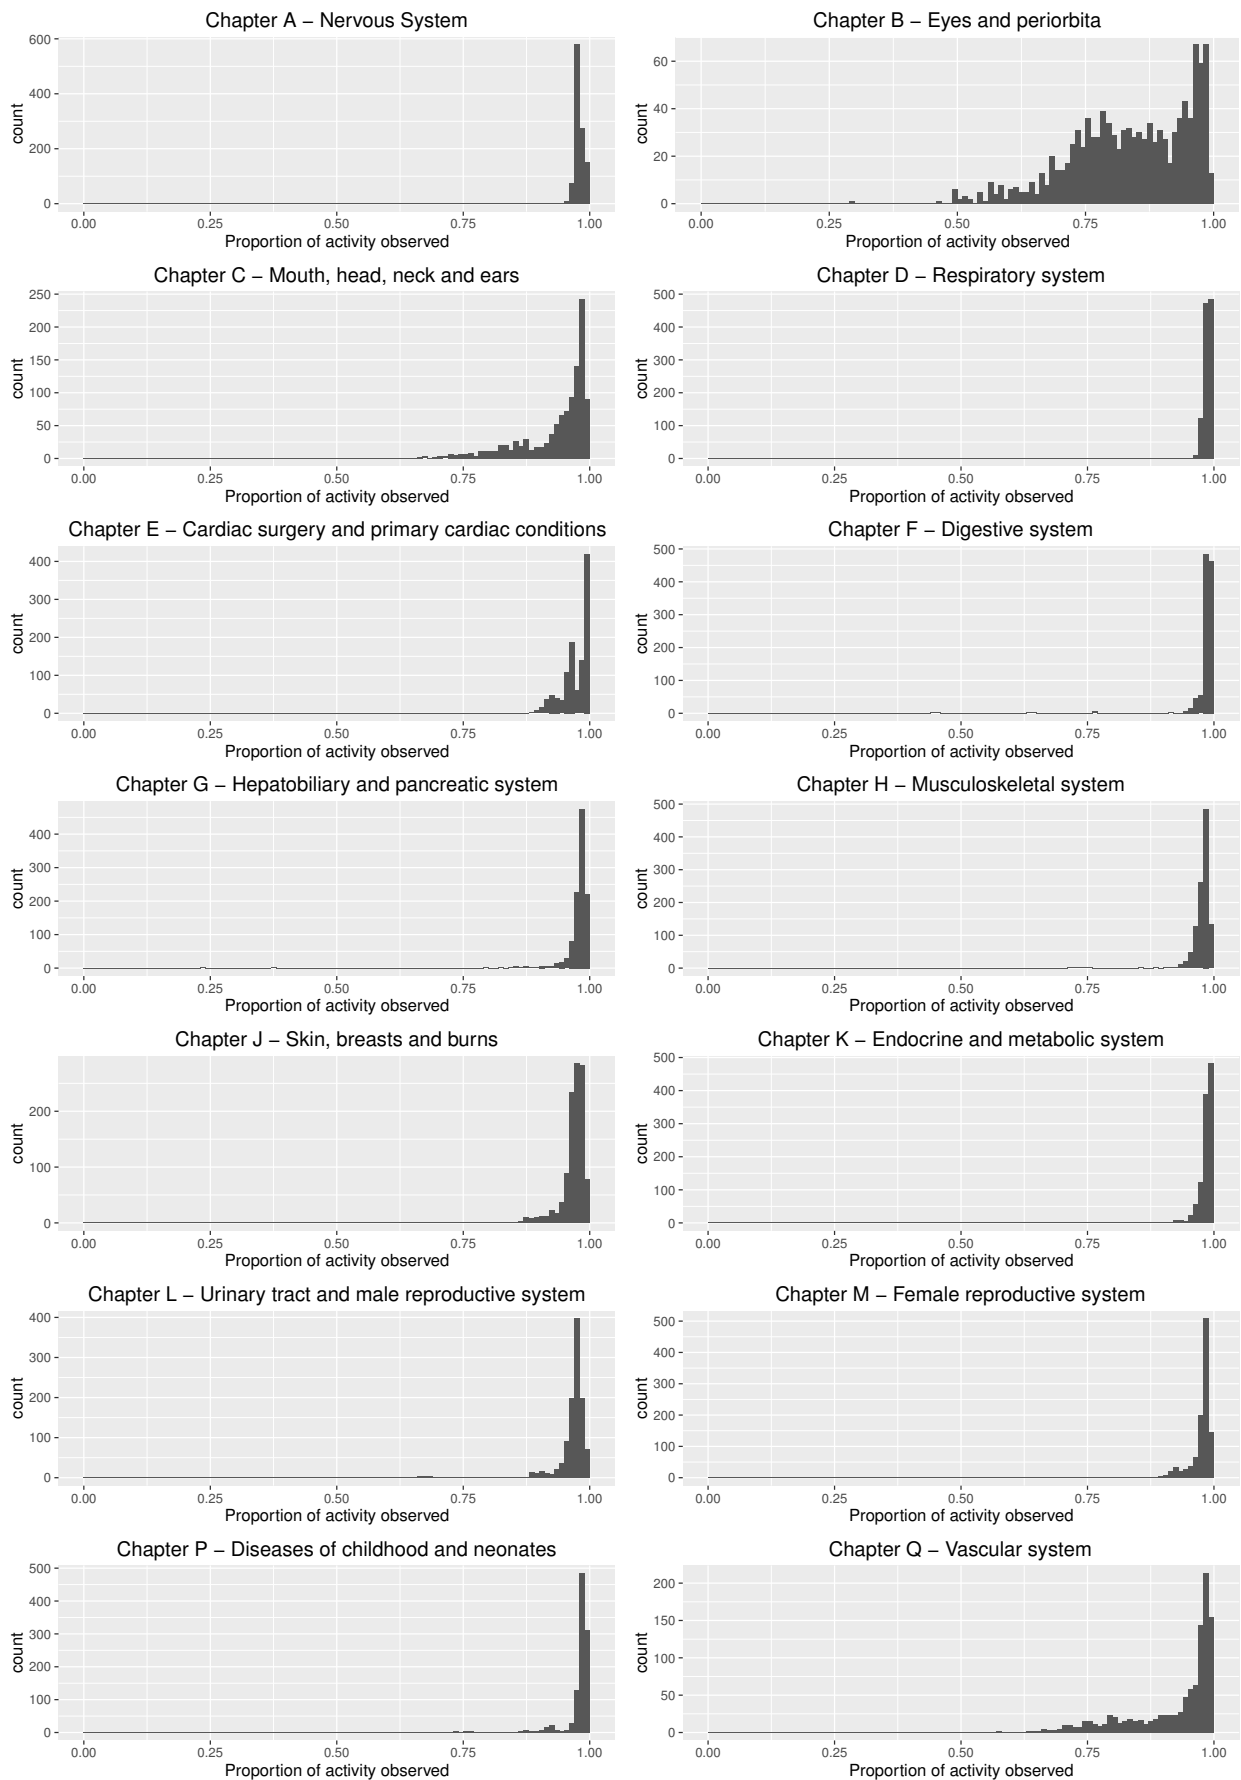 Chapter A – Nervous System
600
400
200
0
count
0.00 0.25 0.50 0.75 1.00
Proportion of activity observed
Chapter B – Eyes and periorbita
60
40
20
0
count
0.00 0.25 0.50 0.75 1.00
Proportion of activity observed
Chapter C – Mouth, head, neck and ears
250
200
150
100
50
0
count
0.00 0.25 0.50 0.75 1.00
Proportion of activity observed
Chapter D – Respiratory system
500
400
300
200
100
0
count
0.00 0.25 0.50 0.75 1.00
Proportion of activity observed
Chapter E – Cardiac surgery and primary cardiac conditions
400
300
200
100
0
count
0.00 0.25 0.50 0.75 1.00
Proportion of activity observed
Chapter F – Digestive system
500
400
300
200
100
0
count
0.00 0.25 0.50 0.75 1.00
Proportion of activity observed
Chapter G – Hepatobiliary and pancreatic system
400
300
200
100
0
count
0.00 0.25 0.50 0.75 1.00
Proportion of activity observed
Chapter H – Musculoskeletal system
500
400
300
200
100
0
count
0.00 0.25 0.50 0.75 1.00
Proportion of activity observed
Chapter J – Skin, breasts and burns
200
100
0
count
0.00 0.25 0.50 0.75 1.00
Proportion of activity observed
Chapter K – Endocrine and metabolic system
500
400
300
200
100
0
count
0.00 0.25 0.50 0.75 1.00
Proportion of activity observed
Chapter L – Urinary tract and male reproductive system
400
300
200
100
0
count
0.00 0.25 0.50 0.75 1.00
Proportion of activity observed
Chapter M – Female reproductive system
500
400
300
200
100
0
count
0.00 0.25 0.50 0.75 1.00
Proportion of activity observed
Chapter P – Diseases of childhood and neonates
500
400
300
200
100
0
count
0.00 0.25 0.50 0.75 1.00
Proportion of activity observed
Chapter Q – Vascular system
200
150
100
50
0
count
0.00 0.25 0.50 0.75 1.00
Proportion of activity observed